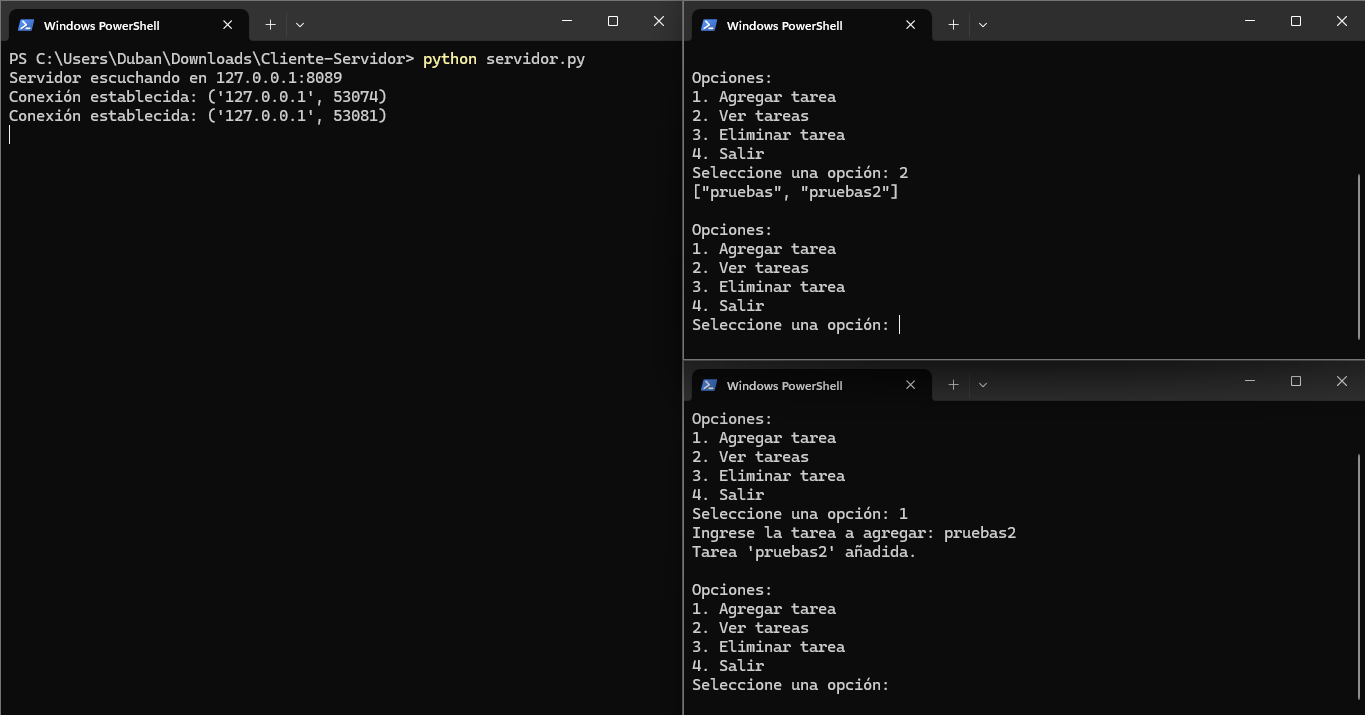 Windows PowerShell
PS C:\Users\Duban\Downloads\Cliente-Servidor> python servidor.py
Servidor escuchando en 127.0.0.1:8089
Conexión establecida: ('127.0.0.1', 53074)
Conexión establecida: ('127.0.0.1', 53081)
Windows PowerShell
Opciones:
1. Agregar tarea
2. Ver tareas
3. Eliminar tarea
4. Salir
Seleccione una opción: 2
["pruebas", "pruebas2"]
Opciones:
1. Agregar tarea
2. Ver tareas
3. Eliminar tarea
4. Salir
Seleccione una opción:
Windows PowerShell
Opciones:
1. Agregar tarea
2. Ver tareas
3. Eliminar tarea
4. Salir
Seleccione una opción: 1
Ingrese la tarea a agregar: pruebas2
Tarea 'pruebas2' añadida.
Opciones:
1. Agregar tarea
2. Ver tareas
3. Eliminar tarea
4. Salir
Seleccione una opción: